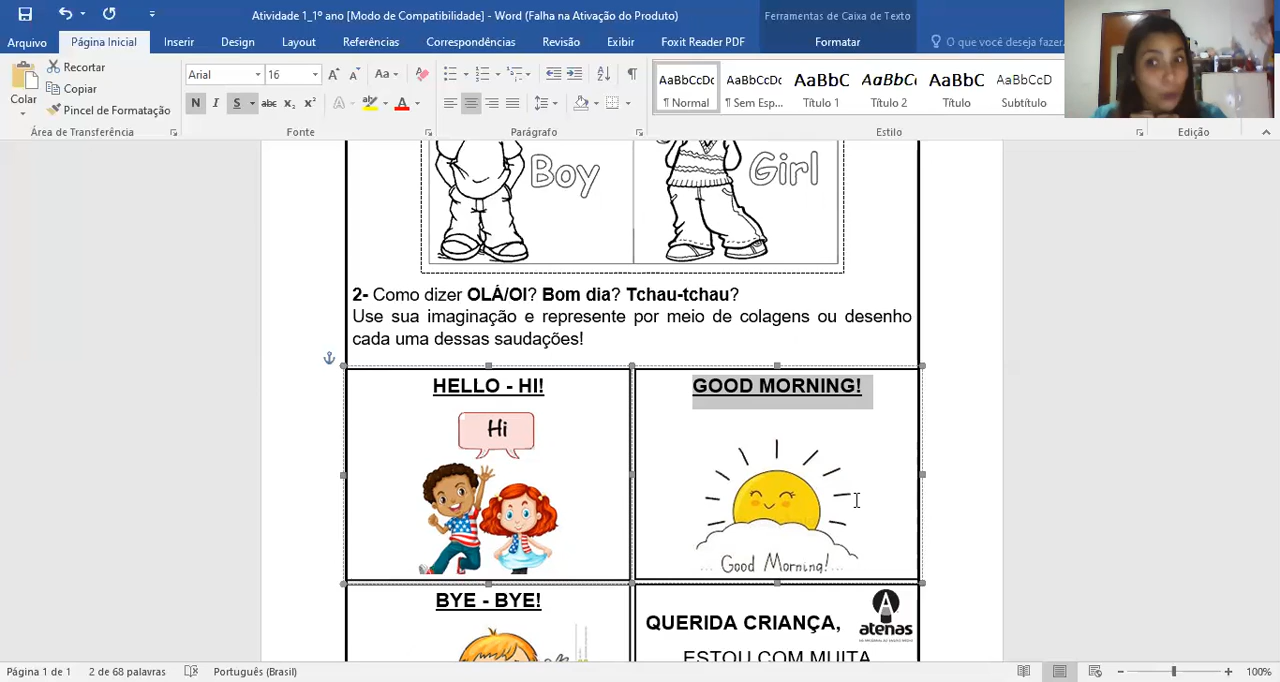 Atividade 1_1º ano [Modo de Compatibilidade] - Word (Falha na Ativação do Produto)
Ferramentas de Caixa de Texto
Arquivo
Página Inicial
Inserir
Design
Layout
Referências
Correspondências
Revisão
Exibir
Foxit Reader PDF
Formatar
O que você deseja fazer
Colar
Recortar
Copiar
Pincel de Formatação
Área de Transferência
Arial
16
Fonte
Parágrafo
AaBbCcDc
¶ Normal
AaBbCcDc
¶ Sem Esp...
AaBbC
Título 1
AaBbCc
Título 2
AaBbC
Título
AaBbCcD
Subtítulo
Estilo
Edição
Boy
Girl
2- Como dizer OLÁ/OI? Bom dia? Tchau-tchau?
Use sua imaginação e represente por meio de colagens ou desenho
cada uma dessas saudações!
HELLO - HI!
GOOD MORNING!
Hi
Good Morning!
BYE - BYE!
QUERIDA CRIANÇA,
atenas
ESTOU COM MUITA
Página 1 de 1
2 de 68 palavras
Português (Brasil)
100%